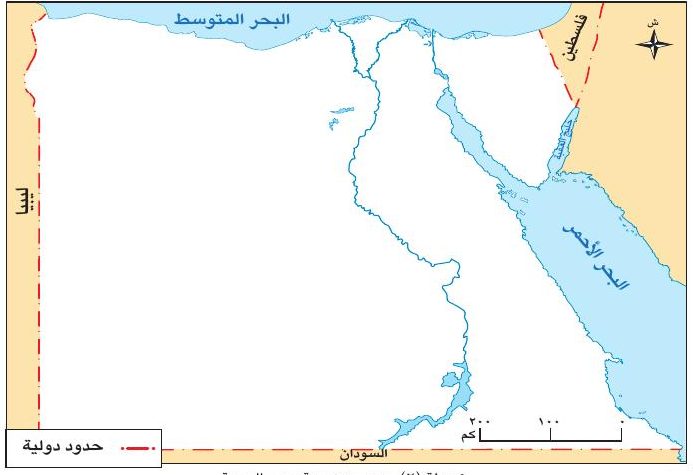 البحر المتوسط
فلسطين
ش
خليج العقبة
ليبيا
البحر الأحمر
٢٠٠ ١٠٠ ٠
كم
حدود دولية
السودان